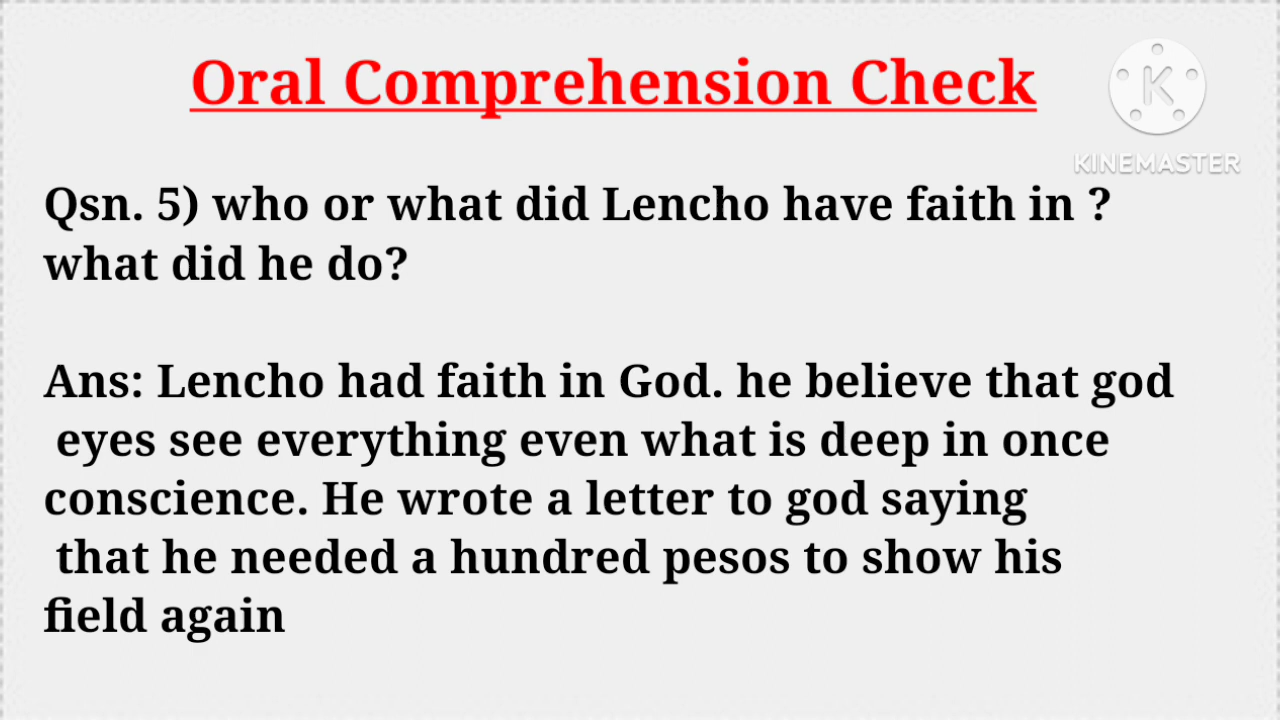 Oral Comprehension Check
K
KINEMASTER
Qsn. 5) who or what did Lencho have faith in ?
what did he do?
Ans: Lencho had faith in God. he believe that god
eyes see everything even what is deep in once
conscience. He wrote a letter to god saying
that he needed a hundred pesos to show his
field again